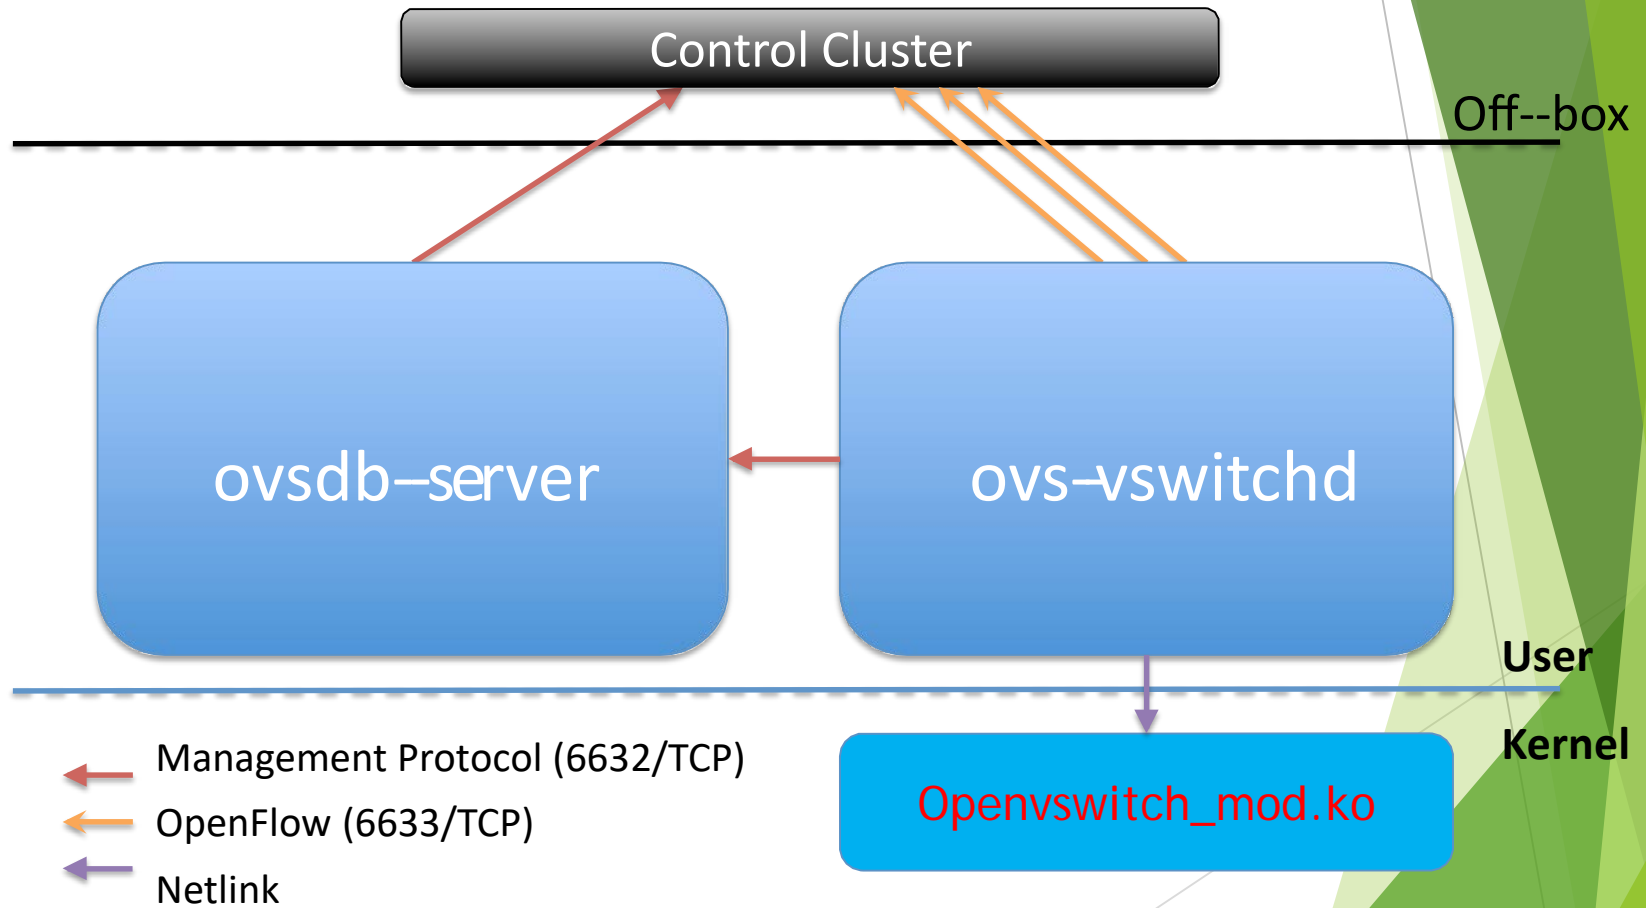 Control Cluster
Off--box
ovsdb-–server
ovs-–vswitchd
User
Kernel
Management Protocol (6632/TCP)
OpenFlow (6633/TCP)
Netlink
Openvswitch_mod.ko